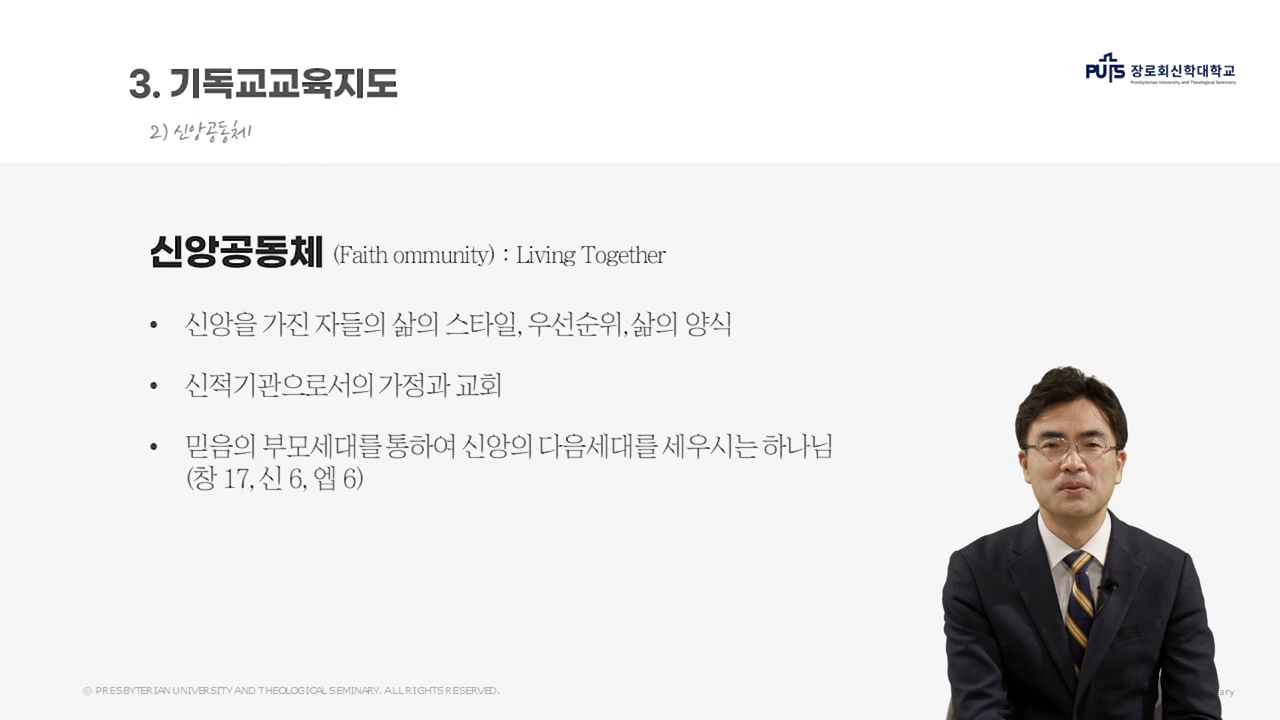 3. 기독교교육지도
PUTS 장로회신학대학교
Presbyterian University and Theological Seminary
2) 신앙공동체
신앙공동체 (Faith ommunity) : Living Together
• 신앙을 가진 자들의 삶의 스타일, 우선순위, 삶의 양식
• 신적기관으로서의 가정과 교회
• 믿음의 부모세대를 통하여 신앙의 다음세대를 세우시는 하나님
(창 17, 신 6, 엡 6)
© PRESBYTERIAN UNIVERSITY AND THEOLOGICAL SEMINARY. ALL RIGHTS RESERVED.
ary